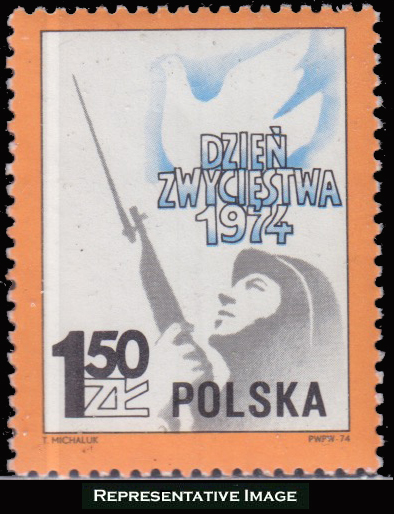 DZIEŃ
ZWYCIĘSTWA
1974
1.50
ZŁ
POLSKA
T. MICHALUK
PWPW-74
REPRESENTATIVE IMAGE